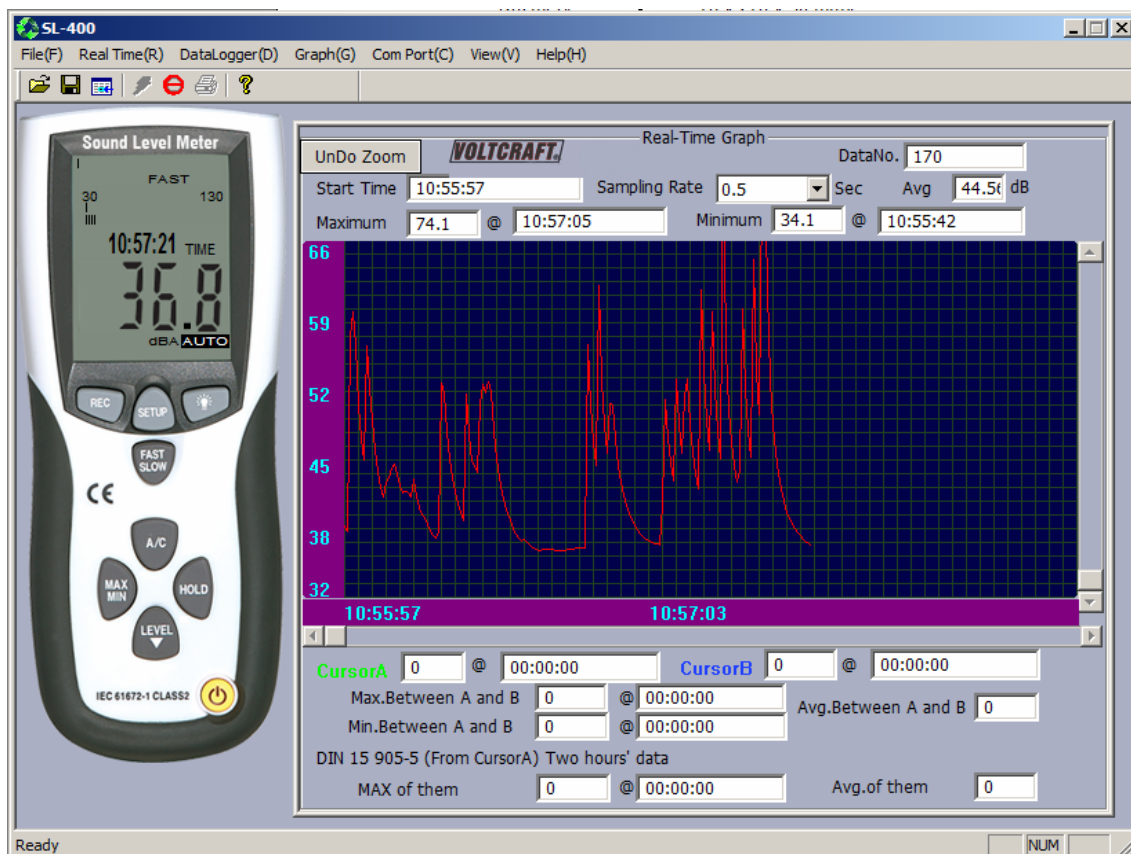 SL-400
File(F) Real Time(R) DataLogger(D) Graph(G) Com Port(C) View(V) Help(H)
Sound Level Meter
FAST
30 130
10:57:21 TIME
36.8
dBA AUTO
REC
SETUP
FAST
SLOW
CE
A/C
MAX
MIN
HOLD
LEVEL
IEC 61672-1 CLASS2
Real-Time Graph
UnDo Zoom VOLTCRAFT DataNo. 170
Start Time 10:55:57 Sampling Rate 0.5 Sec Avg 44.56 dB
Maximum 74.1 @ 10:57:05 Minimum 34.1 @ 10:55:42
66
59
52
45
38
32
10:55:57 10:57:03
CursorA 0 @ 00:00:00 CursorB 0 @ 00:00:00
Max.Between A and B 0 @ 00:00:00 Avg.Between A and B 0
Min.Between A and B 0 @ 00:00:00
DIN 15 905-5 (From CursorA) Two hours' data
MAX of them 0 @ 00:00:00 Avg.of them 0
Ready NUM